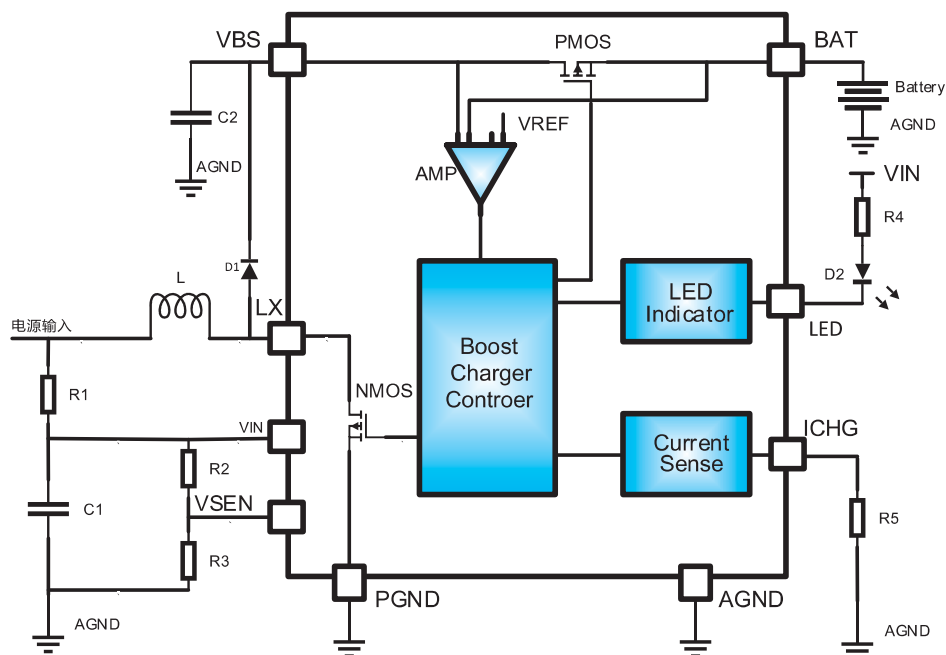 VBS
PMOS
BAT
C2
VREF
Battery
AGND
AGND
AMP
VIN
R4
D1
D2
L
LX
LED
Indicator
LED
电源输入
Boost
Charger
Controer
R1
NMOS
VIN
ICHG
R2
Current
Sense
VSEN
C1
R5
R3
PGND
AGND
AGND
AGND